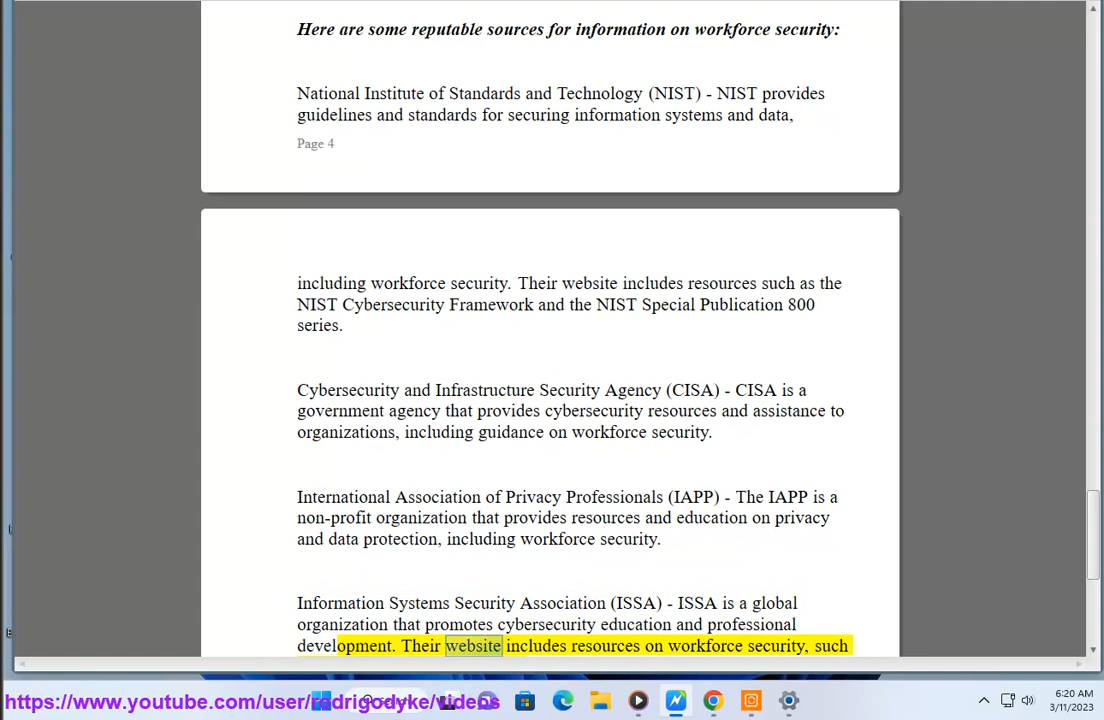 Here are some reputable sources for information on workforce security:
National Institute of Standards and Technology (NIST) - NIST provides
guidelines and standards for securing information systems and data,
Page 4
including workforce security. Their website includes resources such as the
NIST Cybersecurity Framework and the NIST Special Publication 800
series.
Cybersecurity and Infrastructure Security Agency (CISA) - CISA is a
government agency that provides cybersecurity resources and assistance to
organizations, including guidance on workforce security.
International Association of Privacy Professionals (IAPP) - The IAPP is a
non-profit organization that provides resources and education on privacy
and data protection, including workforce security.
Information Systems Security Association (ISSA) - ISSA is a global
organization that promotes cybersecurity education and professional
development. Their website includes resources on workforce security, such
https://www.youtube.com/user/rodrigodyke/videos
6:20 AM
3/11/2023